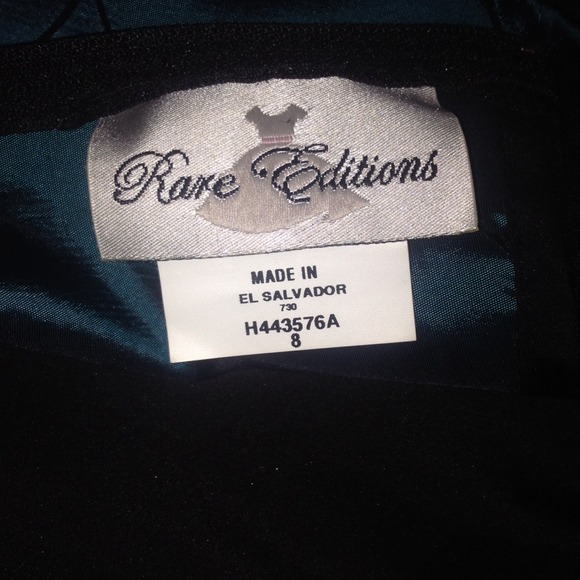 Rare Editions
MADE IN
EL SALVADOR
730
H443576A
8